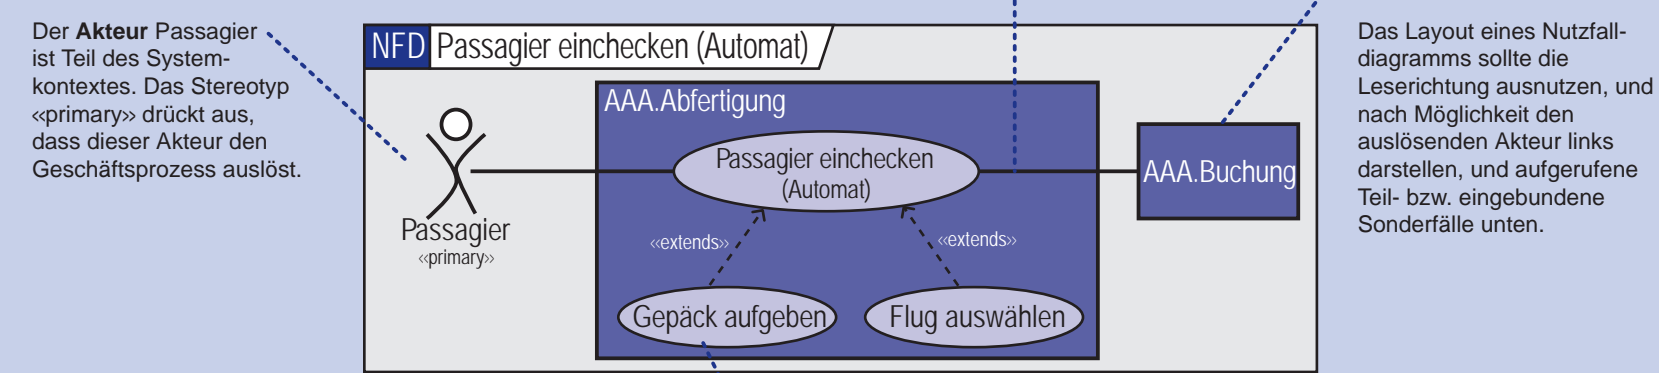 Der Akteur Passagier
ist Teil des System-
kontextes. Das Stereotyp
«primary» drückt aus,
dass dieser Akteur den
Geschäftsprozess auslöst.
NFD Passagier einchecken (Automat)
AAA.Abfertigung
Passagier einchecken
(Automat)
AAA.Buchung
Passagier
«primary»
«extends»
«extends»
Gepäck aufgeben
Flug auswählen
Das Layout eines Nutzfall-
diagramms sollte die
Leserichtung ausnutzen, und
nach Möglichkeit den
auslösenden Akteur links
darstellen, und aufgerufene
Teil- bzw. eingebundene
Sonderfälle unten.